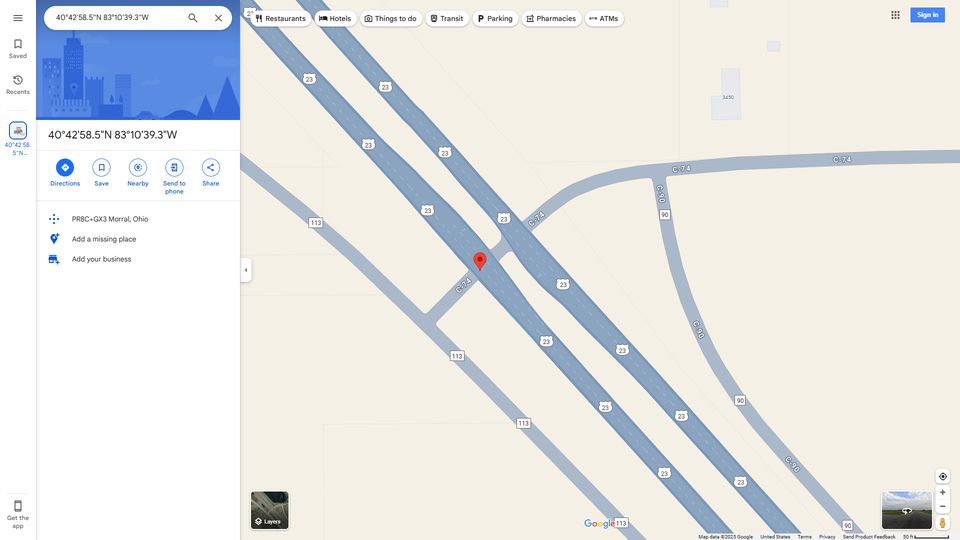 40°42'58.5"N 83°10'39.3"W
Saved
Recents
40°42'58.
5"N...
Get the
app
40°42'58.5"N 83°10'39.3"W
Directions
Save
Nearby
Send to
phone
Share
PR8C+GX3 Morral, Ohio
Add a missing place
Add your business
Restaurants
Hotels
Things to do
Transit
Parking
Pharmacies
ATMs
Sign in
23
23
23
23
23
23
23
23
23
23
23
23
23
23
3450
C-74
C-74
C-74
C-74
C-90
90
C-90
90
C-90
90
113
113
113
113
Layers
Google
Map data ©2025 Google
United States
Terms
Privacy
Send Product Feedback
50 ft